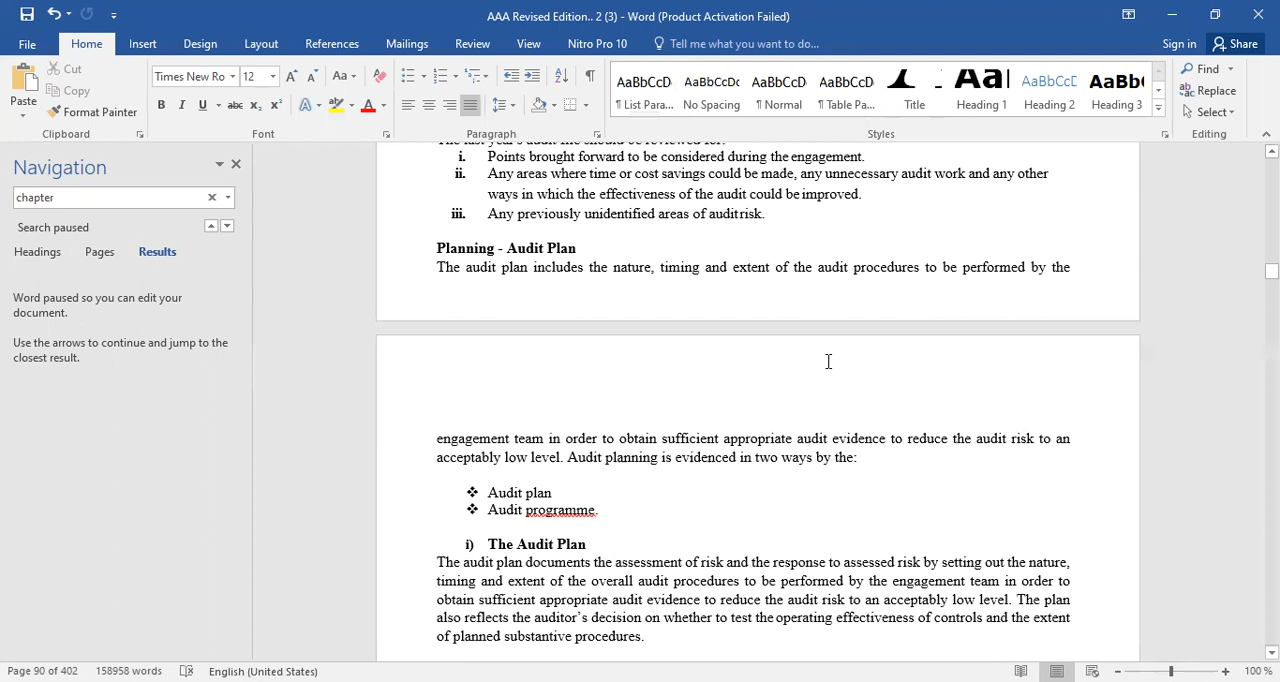 AAA Revised Edition.. 2 (3) - Word (Product Activation Failed)
File Home Insert Design Layout References Mailings Review View Nitro Pro 10 Tell me what you want to do... Sign in Share
Paste
Cut
Copy
Format Painter
Clipboard
Times New Ro 12
Font
Paragraph
AaBbCcD AaBbCcDc AaBbCcD AaBbCcD AaB AaBbCcD AaBbC
¶ List Para... No Spacing ¶ Normal ¶ Table Pa... Title Heading 1 Heading 2 Heading 3
Styles
Find
Replace
Select
Editing
Navigation
chapter
Search paused
Headings Pages Results
Word paused so you can edit your
document.
Use the arrows to continue and jump to the
closest result.
The last year's audit file should be reviewed for:
i. Points brought forward to be considered during the engagement.
ii. Any areas where time or cost savings could be made, any unnecessary audit work and any other
ways in which the effectiveness of the audit could be improved.
iii. Any previously unidentified areas of audit risk.
Planning - Audit Plan
The audit plan includes the nature, timing and extent of the audit procedures to be performed by the
engagement team in order to obtain sufficient appropriate audit evidence to reduce the audit risk to an
acceptably low level. Audit planning is evidenced in two ways by the:
❖ Audit plan
❖ Audit programme.
i) The Audit Plan
The audit plan documents the assessment of risk and the response to assessed risk by setting out the nature,
timing and extent of the overall audit procedures to be performed by the engagement team in order to
obtain sufficient appropriate audit evidence to reduce the audit risk to an acceptably low level. The plan
also reflects the auditor's decision on whether to test the operating effectiveness of controls and the extent
of planned substantive procedures.
Page 90 of 402 158958 words English (United States) 100 %